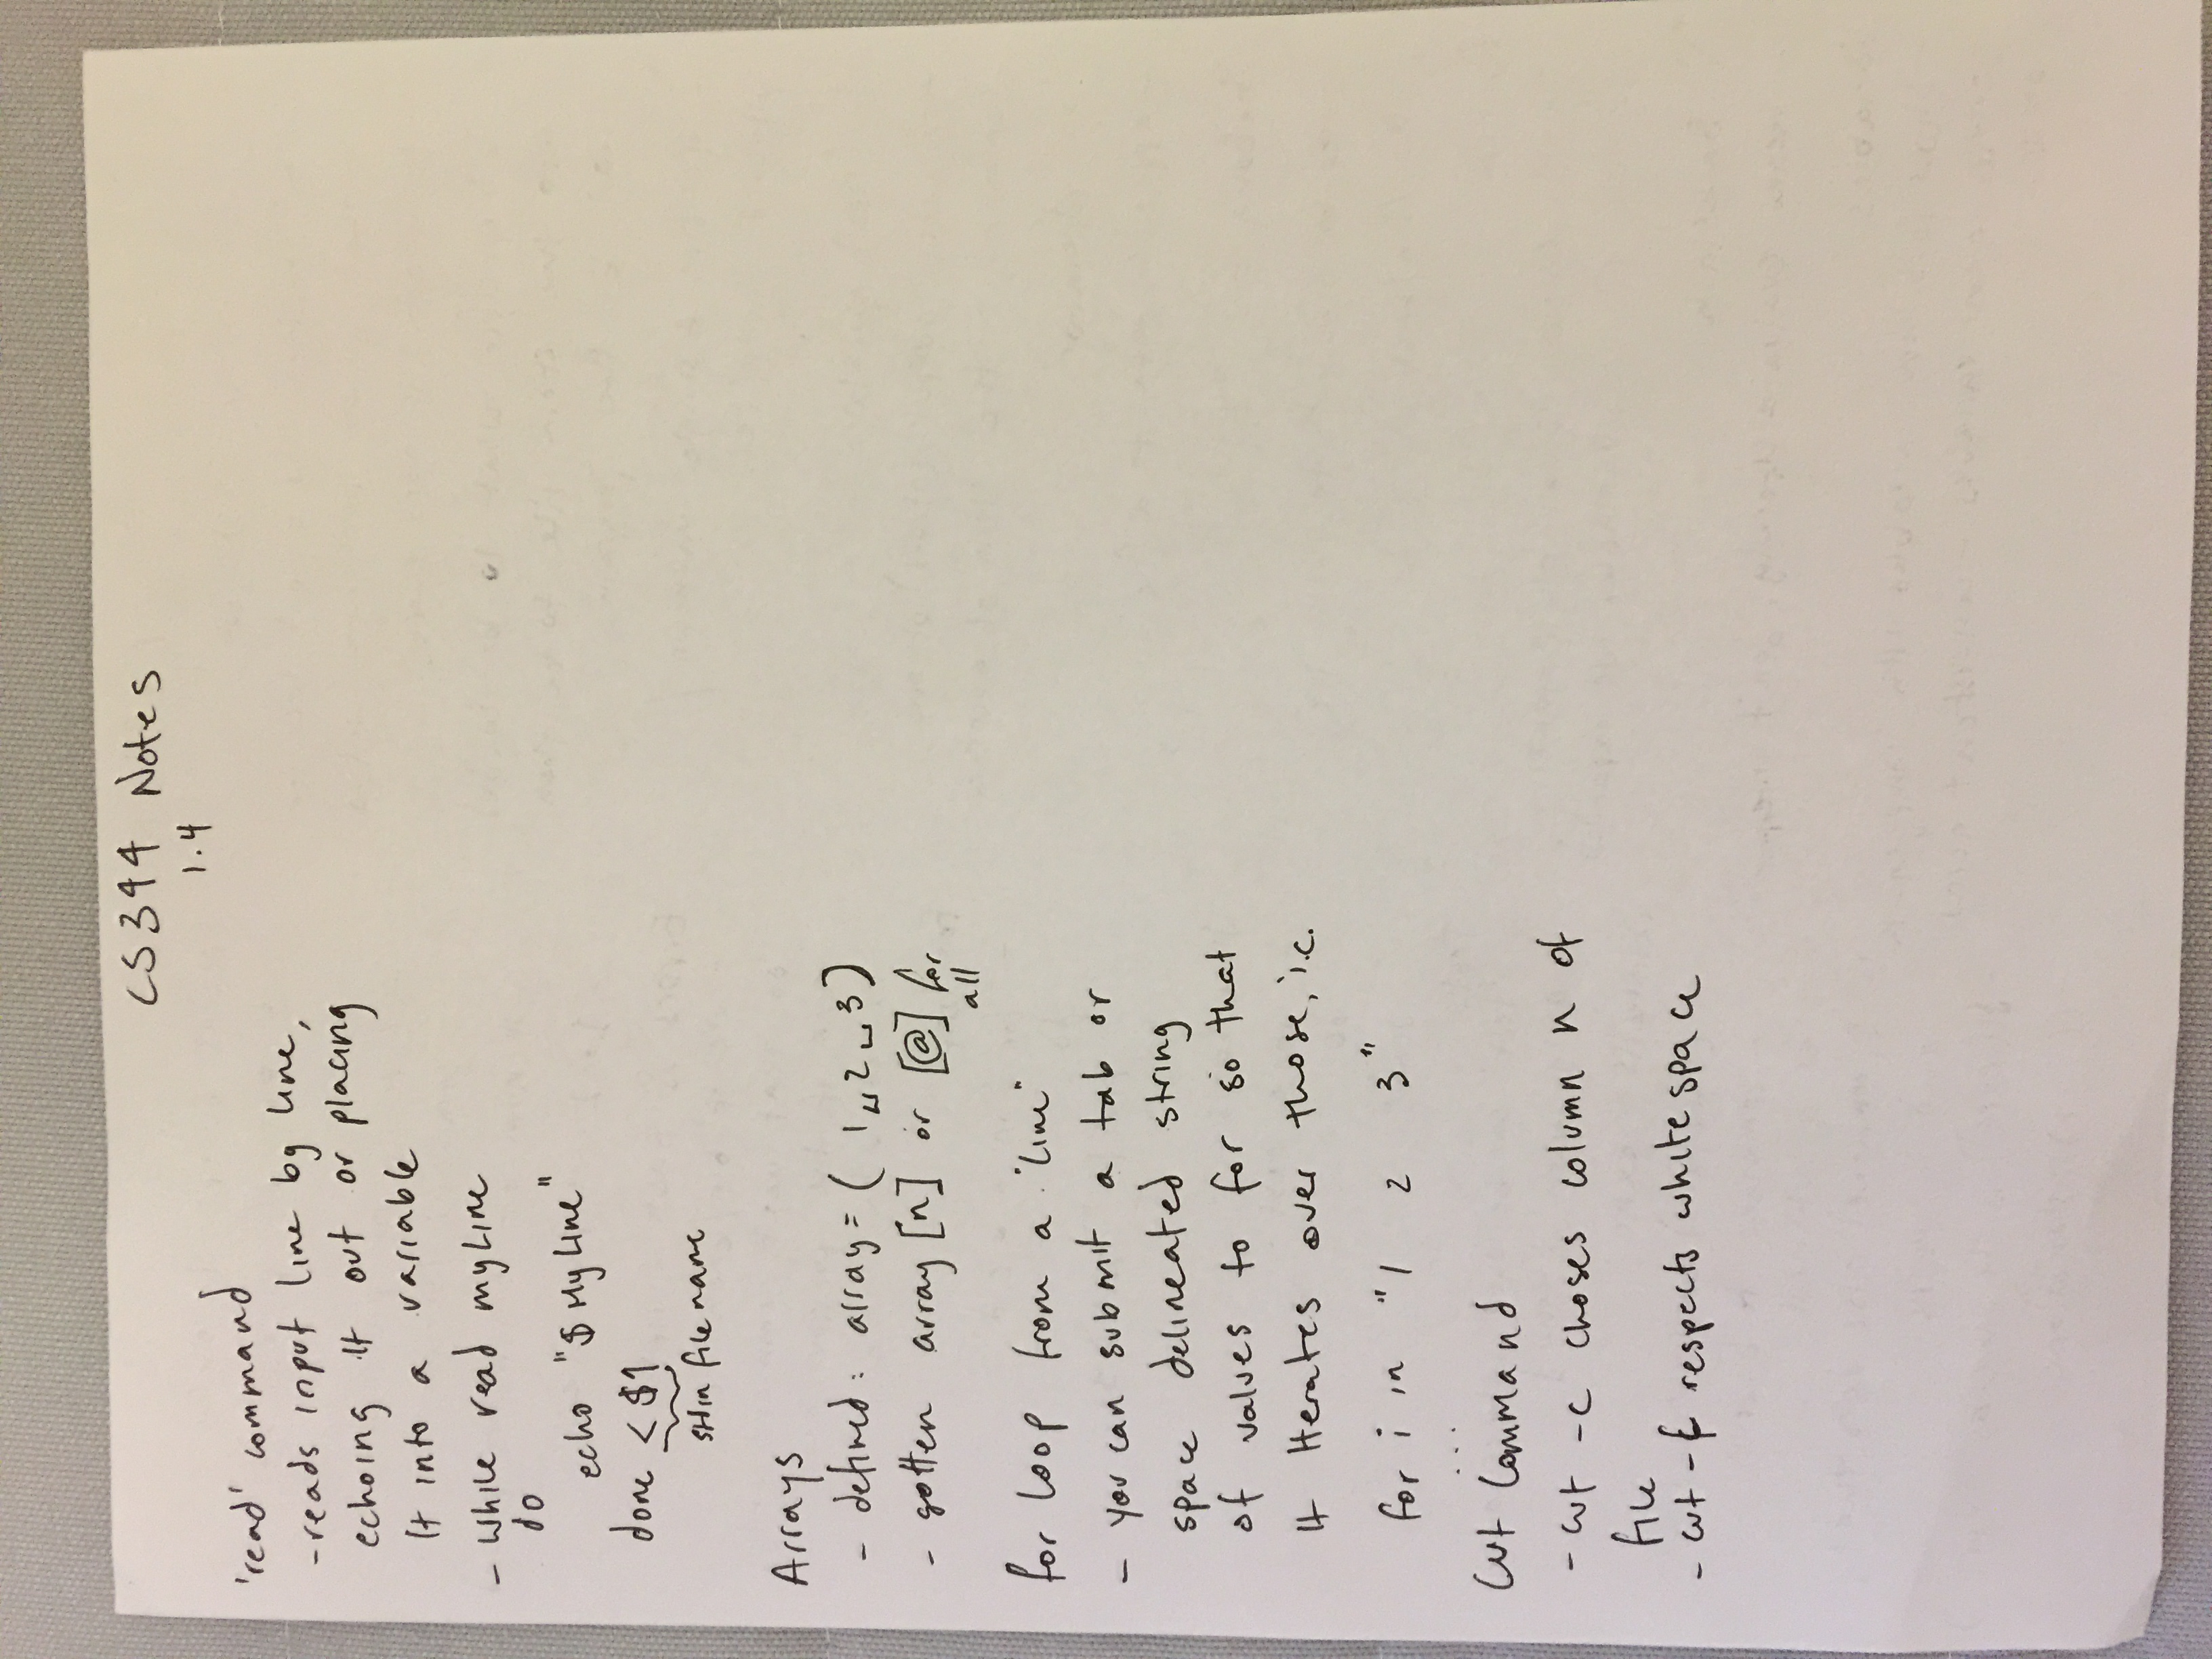 CS344 Notes
1.4
'read' command
- reads input line by line,
echoing it out or placing
it into a variable
- while read myLine
do
echo "$MyLine"
done < $1
stdin file name
Arrays
- defined: array = ( 1␣2␣3)
- gotten array [n] or [@] for
all
for loop from a "line"
- you can submit a tab or
space delineated string
of values to for so that
it iterates over those, i.e.
for i in "1 2 3"
...
Cut Command
- cut -c choses column n of
file
- cut -f respects whitespace